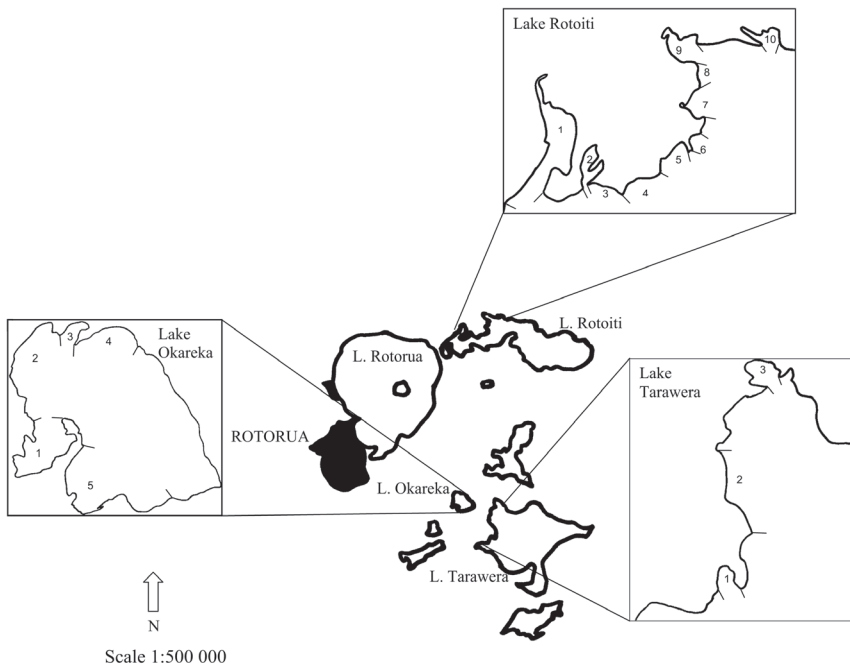 Lake Rotoiti
10
9
8
1
7
2
6
5
3
4
L. Rotoiti
Lake
Okareka
3
4
2
1
5
L. Rotorua
ROTORUA
L. Okareka
L. Tarawera
Lake
Tarawera
3
2
1
N
Scale 1:500 000